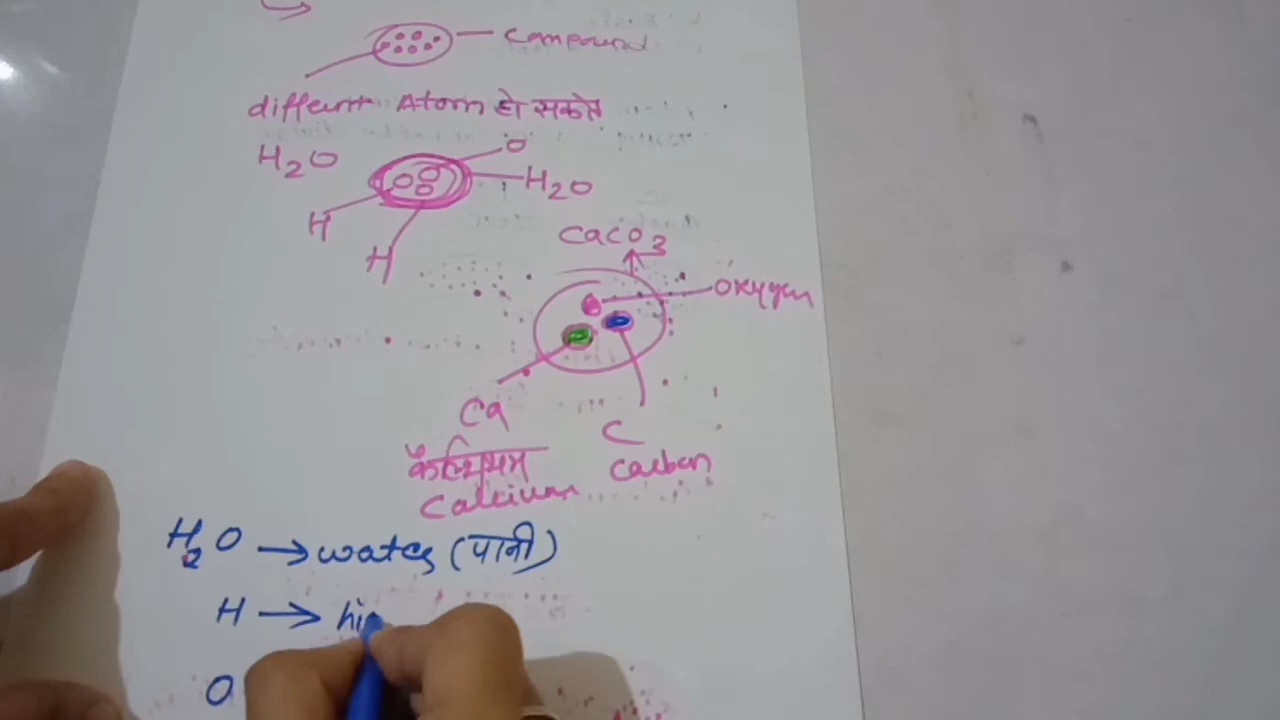 compound
different Atom हो सकते
H2O
O
H2O
H
H
CaCO3
Oxygen
Ca
C
कैल्शियम
Carbon
Calcium
H2O → water (पानी)
H → hi
O